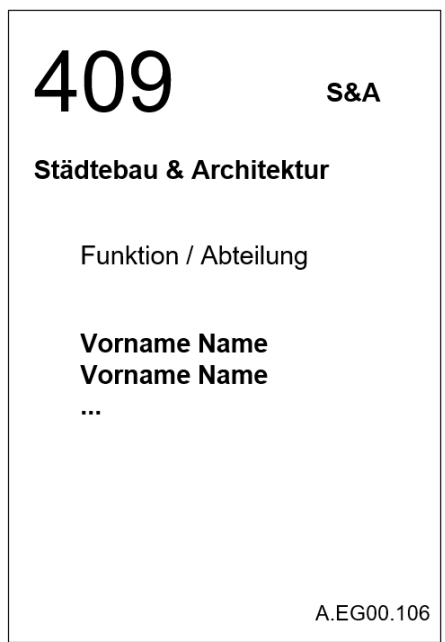 409 S&A
Städtebau & Architektur
Funktion / Abteilung
Vorname Name
Vorname Name
...
A.EG00.106